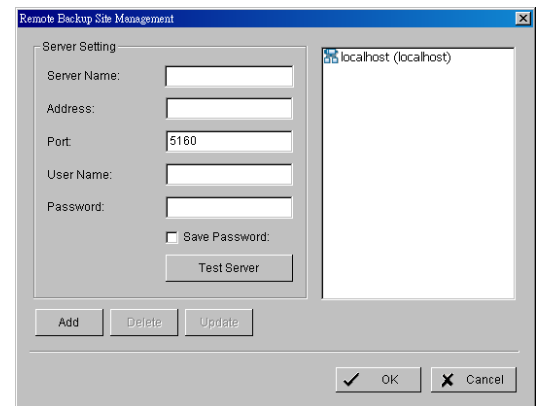 Remote Backup Site Management
Server Setting
Server Name:
Address:
Port: 5160
User Name:
Password:
Save Password:
Test Server
localhost (localhost)
Add Delete Update
OK Cancel